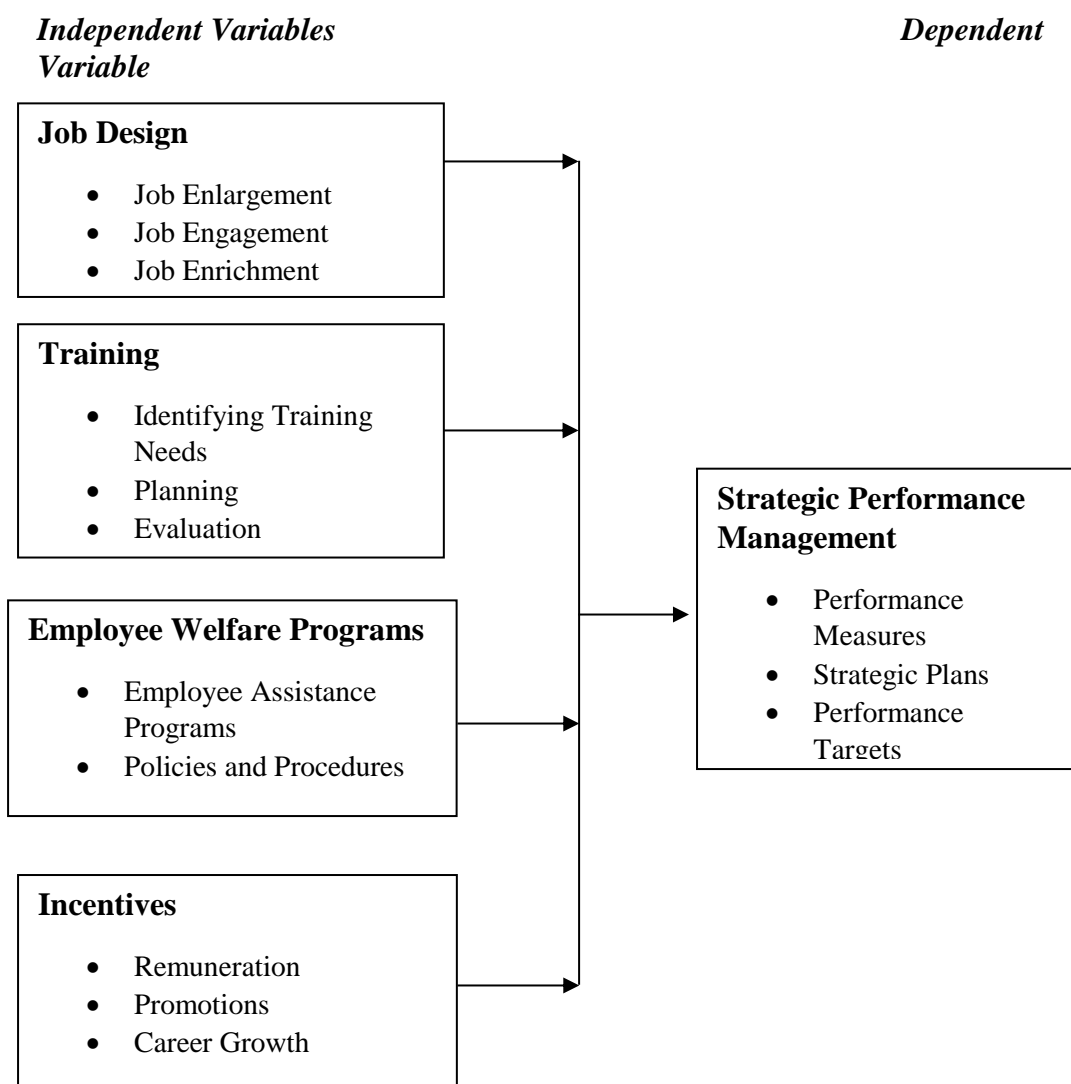 Independent Variables Dependent
Variable
Job Design
• Job Enlargement
• Job Engagement
• Job Enrichment
Training
• Identifying Training
Needs
• Planning
• Evaluation
Employee Welfare Programs
• Employee Assistance
Programs
• Policies and Procedures
Incentives
• Remuneration
• Promotions
• Career Growth
Strategic Performance
Management
• Performance
Measures
• Strategic Plans
• Performance
Targets